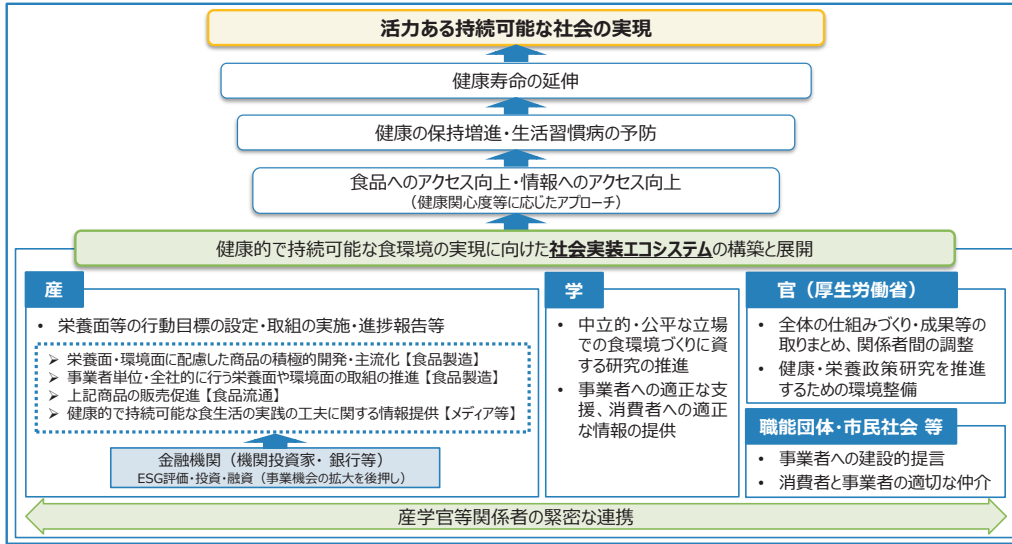 活力ある持続可能な社会の実現
健康寿命の延伸
健康の保持増進・生活習慣病の予防
食品へのアクセス向上・情報へのアクセス向上
（健康関心度等に応じたアプローチ）
健康的で持続可能な食環境の実現に向けた社会実装エコシステムの構築と展開
産
• 栄養面等の行動目標の設定・取組の実施・進捗報告等
➢ 栄養面・環境面に配慮した商品の積極的開発・主流化【食品製造】
➢ 事業者単位・全社的に行う栄養面や環境面の取組の推進【食品製造】
➢ 上記商品の販売促進【食品流通】
➢ 健康的で持続可能な食生活の実践の工夫に関する情報提供【メディア等】
金融機関（機関投資家・銀行等）
ESG評価・投資・融資（事業機会の拡大を後押し）
学
• 中立的・公平な立場
での食環境づくりに資
する研究の推進
• 事業者への適正な支
援、消費者への適正
な情報の提供
官（厚生労働省）
• 全体の仕組みづくり・成果等の
取りまとめ、関係者間の調整
• 健康・栄養政策研究を推進
するための環境整備
職能団体・市民社会 等
• 事業者への建設的提言
• 消費者と事業者の適切な仲介
産学官等関係者の緊密な連携